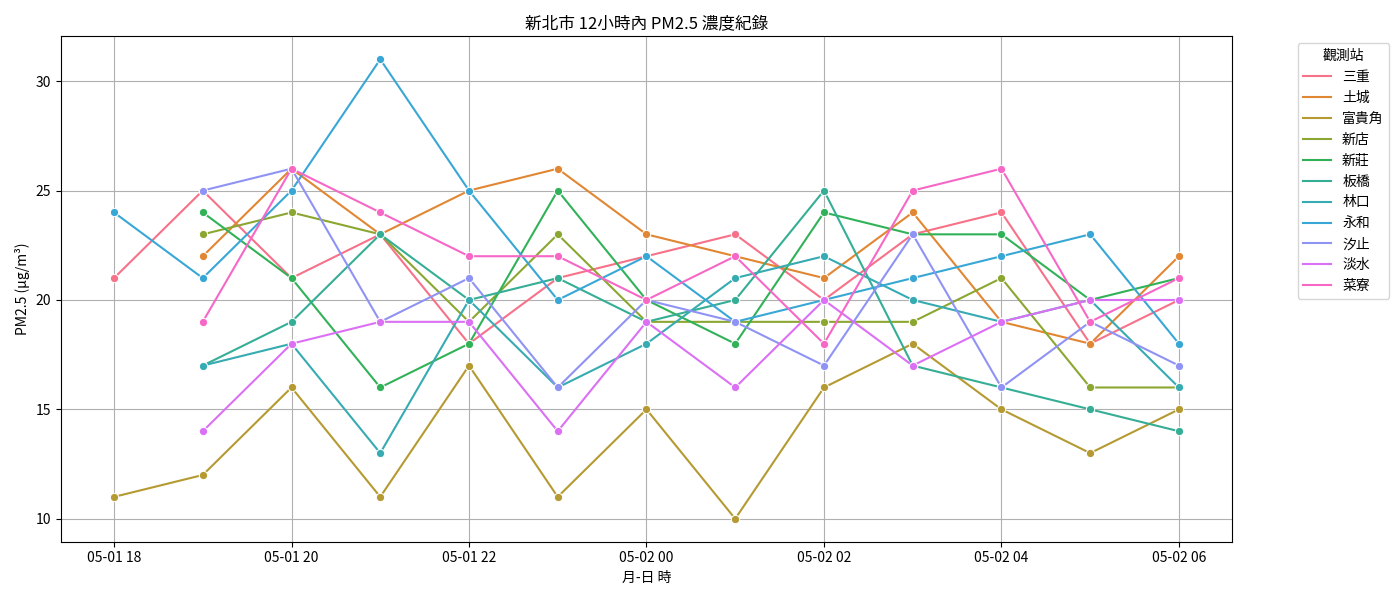 新北市 12小時內 PM2.5 濃度紀錄
PM2.5 (μg/m³)
30
25
20
15
10
05-01 18
05-01 20
05-01 22
05-02 00
05-02 02
05-02 04
05-02 06
月-日 時
觀測站
三重
土城
富貴角
新店
新莊
板橋
林口
永和
汐止
淡水
菜寮